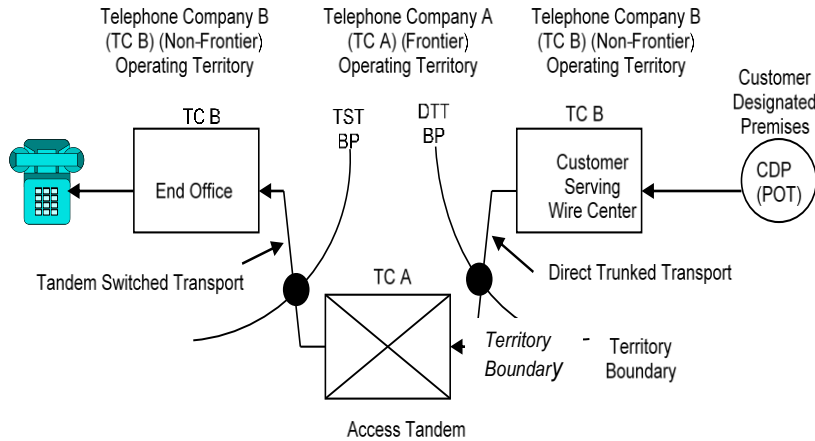 Telephone Company B
(TC B) (Non-Frontier)
Operating Territory
Telephone Company A
(TC A) (Frontier)
Operating Territory
Telephone Company B
(TC B) (Non-Frontier)
Operating Territory
Customer
Designated
Premises
TC B
TST
BP
DTT
BP
TC B
End Office
Customer
Serving
Wire Center
CDP
(POT)
Tandem Switched Transport
TC A
Direct Trunked Transport
Territory
Boundary
Territory
Boundary
Access Tandem